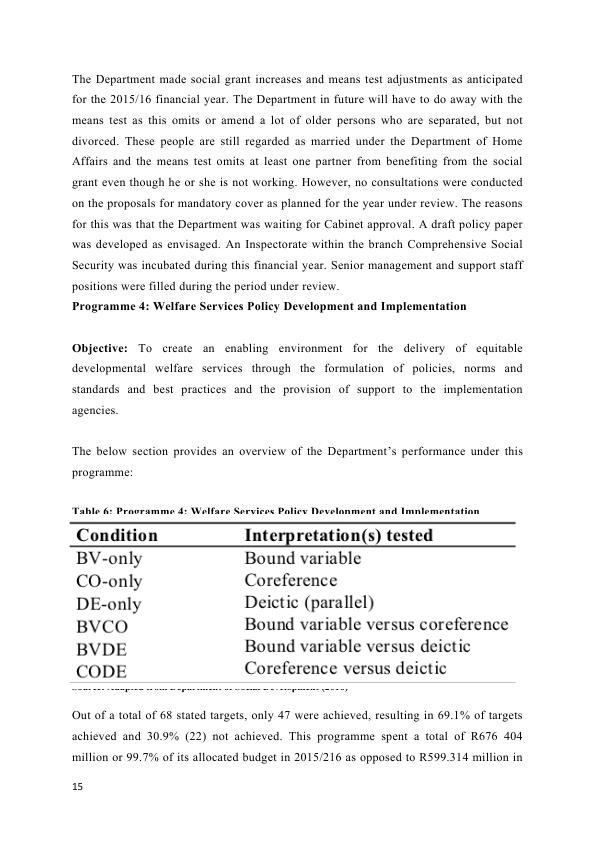 The Department made social grant increases and means test adjustments as anticipated
for the 2015/16 financial year. The Department in future will have to do away with the
means test as this omits or amend a lot of older persons who are separated, but not
divorced. These people are still regarded as married under the Department of Home
Affairs and the means test omits at least one partner from benefiting from the social
grant even though he or she is not working. However, no consultations were conducted
on the proposals for mandatory cover as planned for the year under review. The reasons
for this was that the Department was waiting for Cabinet approval. A draft policy paper
was developed as envisaged. An Inspectorate within the branch Comprehensive Social
Security was incubated during this financial year. Senior management and support staff
positions were filled during the period under review.
Programme 4: Welfare Services Policy Development and Implementation
Objective: To create an enabling environment for the delivery of equitable
developmental welfare services through the formulation of policies, norms and
standards and best practices and the provision of support to the implementation
agencies.
The below section provides an overview of the Department's performance under this
programme:
Table 6: Programme 4: Welfare Services Policy Development and Implementation
Condition Interpretation(s) tested
BV-only Bound variable
CO-only Coreference
DE-only Deictic (parallel)
BVCO Bound variable versus coreference
BVDE Bound variable versus deictic
CODE Coreference versus deictic
Out of a total of 68 stated targets, only 47 were achieved, resulting in 69.1% of targets
achieved and 30.9% (22) not achieved. This programme spent a total of R676 404
million or 99.7% of its allocated budget in 2015/216 as opposed to R599.314 million in
15